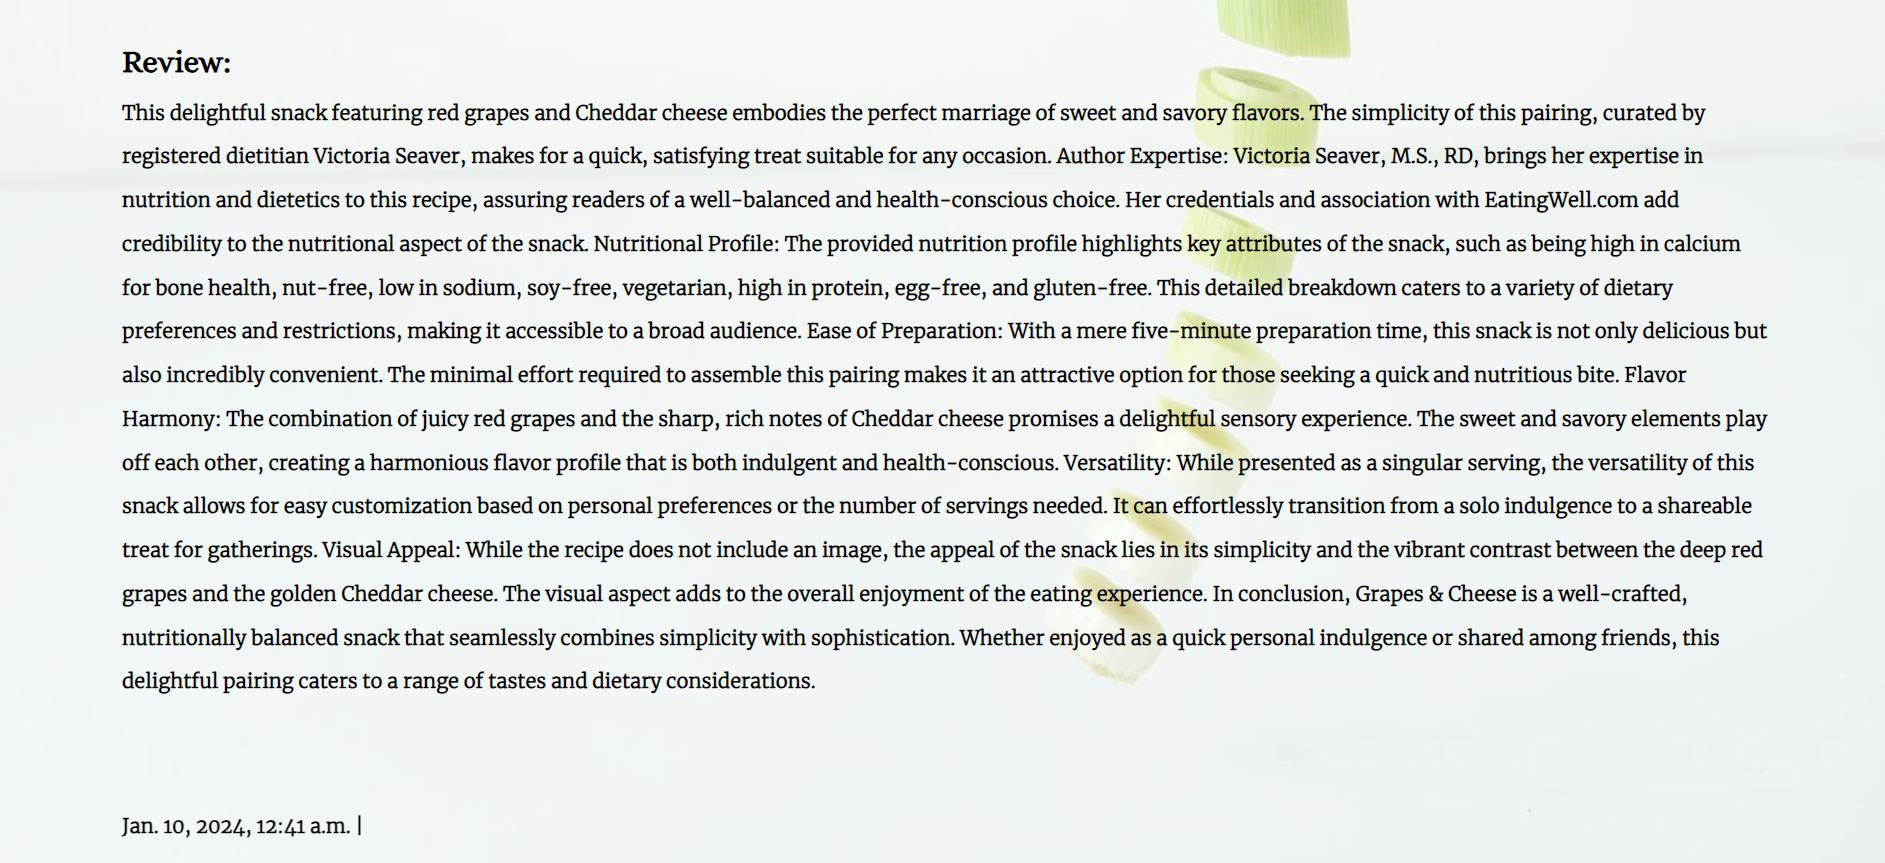 Review:
This delightful snack featuring red grapes and Cheddar cheese embodies the perfect marriage of sweet and savory flavors. The simplicity of this pairing, curated by
registered dietitian Victoria Seaver, makes for a quick, satisfying treat suitable for any occasion. Author Expertise: Victoria Seaver, M.S., RD, brings her expertise in
nutrition and dietetics to this recipe, assuring readers of a well-balanced and health-conscious choice. Her credentials and association with EatingWell.com add
credibility to the nutritional aspect of the snack. Nutritional Profile: The provided nutrition profile highlights key attributes of the snack, such as being high in calcium
for bone health, nut-free, low in sodium, soy-free, vegetarian, high in protein, egg-free, and gluten-free. This detailed breakdown caters to a variety of dietary
preferences and restrictions, making it accessible to a broad audience. Ease of Preparation: With a mere five-minute preparation time, this snack is not only delicious but
also incredibly convenient. The minimal effort required to assemble this pairing makes it an attractive option for those seeking a quick and nutritious bite. Flavor
Harmony: The combination of juicy red grapes and the sharp, rich notes of Cheddar cheese promises a delightful sensory experience. The sweet and savory elements play
off each other, creating a harmonious flavor profile that is both indulgent and health-conscious. Versatility: While presented as a singular serving, the versatility of this
snack allows for easy customization based on personal preferences or the number of servings needed. It can effortlessly transition from a solo indulgence to a shareable
treat for gatherings. Visual Appeal: While the recipe does not include an image, the appeal of the snack lies in its simplicity and the vibrant contrast between the deep red
grapes and the golden Cheddar cheese. The visual aspect adds to the overall enjoyment of the eating experience. In conclusion, Grapes & Cheese is a well-crafted,
nutritionally balanced snack that seamlessly combines simplicity with sophistication. Whether enjoyed as a quick personal indulgence or shared among friends, this
delightful pairing caters to a range of tastes and dietary considerations.
Jan. 10, 2024, 12:41 a.m. |